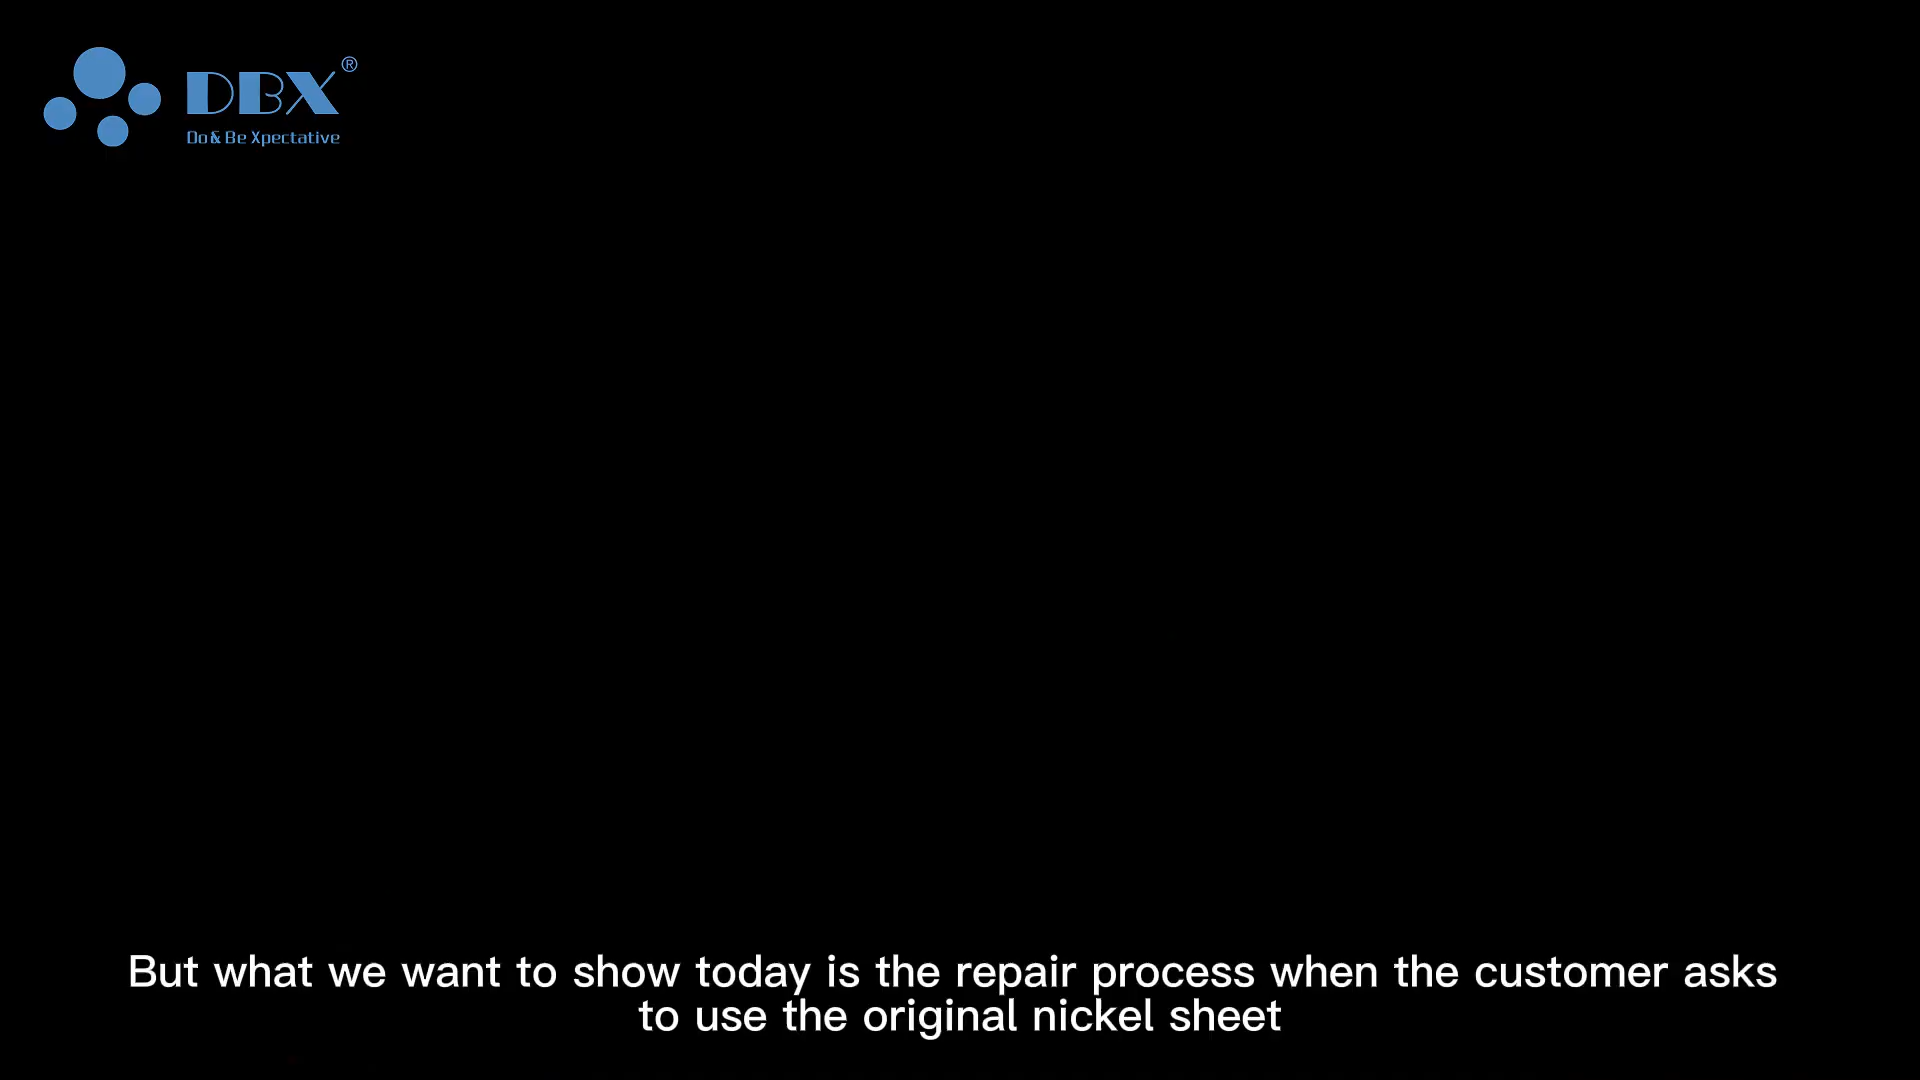 DBX®
Do & Be Xpectative
But what we want to show today is the repair process when the customer asks
to use the original nickel sheet